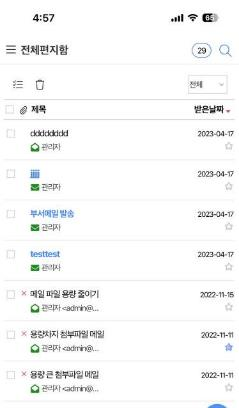 4:57
65
전체편지함
29
전체
제목
받은날짜
ddddddddd
2023-04-17
관리자
jjjjj
2023-04-17
관리자
부서메일 발송
2023-04-17
관리자
testtest
2023-04-17
관리자
메일 파일 용량 줄이기
2022-11-15
관리자 <admin@...
용량차지 첨부파일 메일
2022-11-11
관리자 <admin@...
용량 큰 첨부파일 메일
2022-11-11
관리자 <admin@...